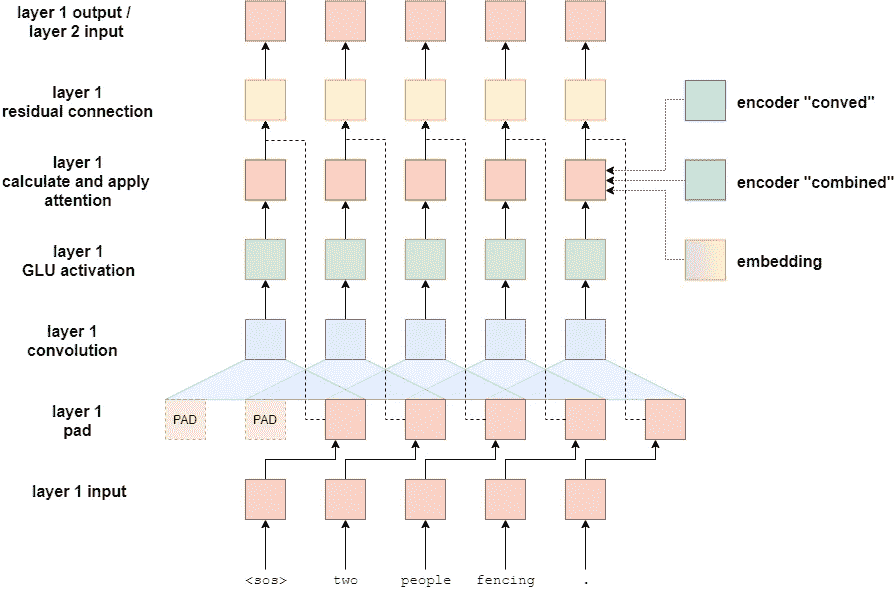 layer 1 output /
layer 2 input
layer 1
residual connection
encoder "conved"
layer 1
calculate and apply
attention
encoder "combined"
layer 1
GLU activation
embedding
layer 1
convolution
layer 1
pad
PAD
PAD
layer 1 input
<sos> two people fencing .